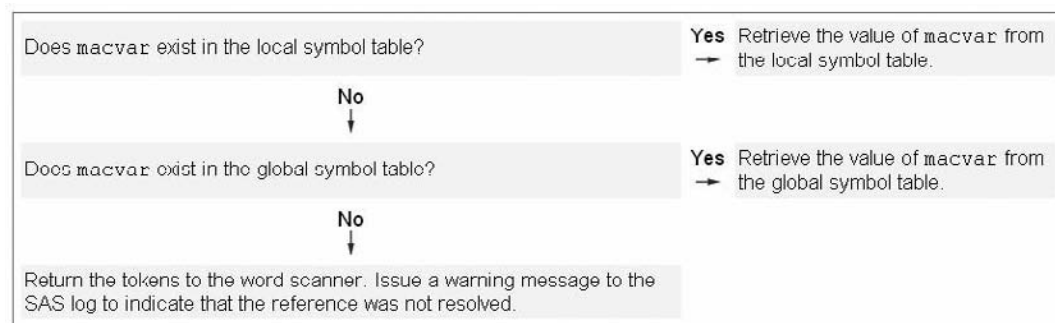 Does macvar exist in the local symbol table?
Yes Retrieve the value of macvar from
the local symbol table.
No
Does macvar exist in the global symbol table?
Yes Retrieve the value of macvar from
the global symbol table.
No
Return the tokens to the word scanner. Issue a warning message to the
SAS log to indicate that the reference was not resolved.